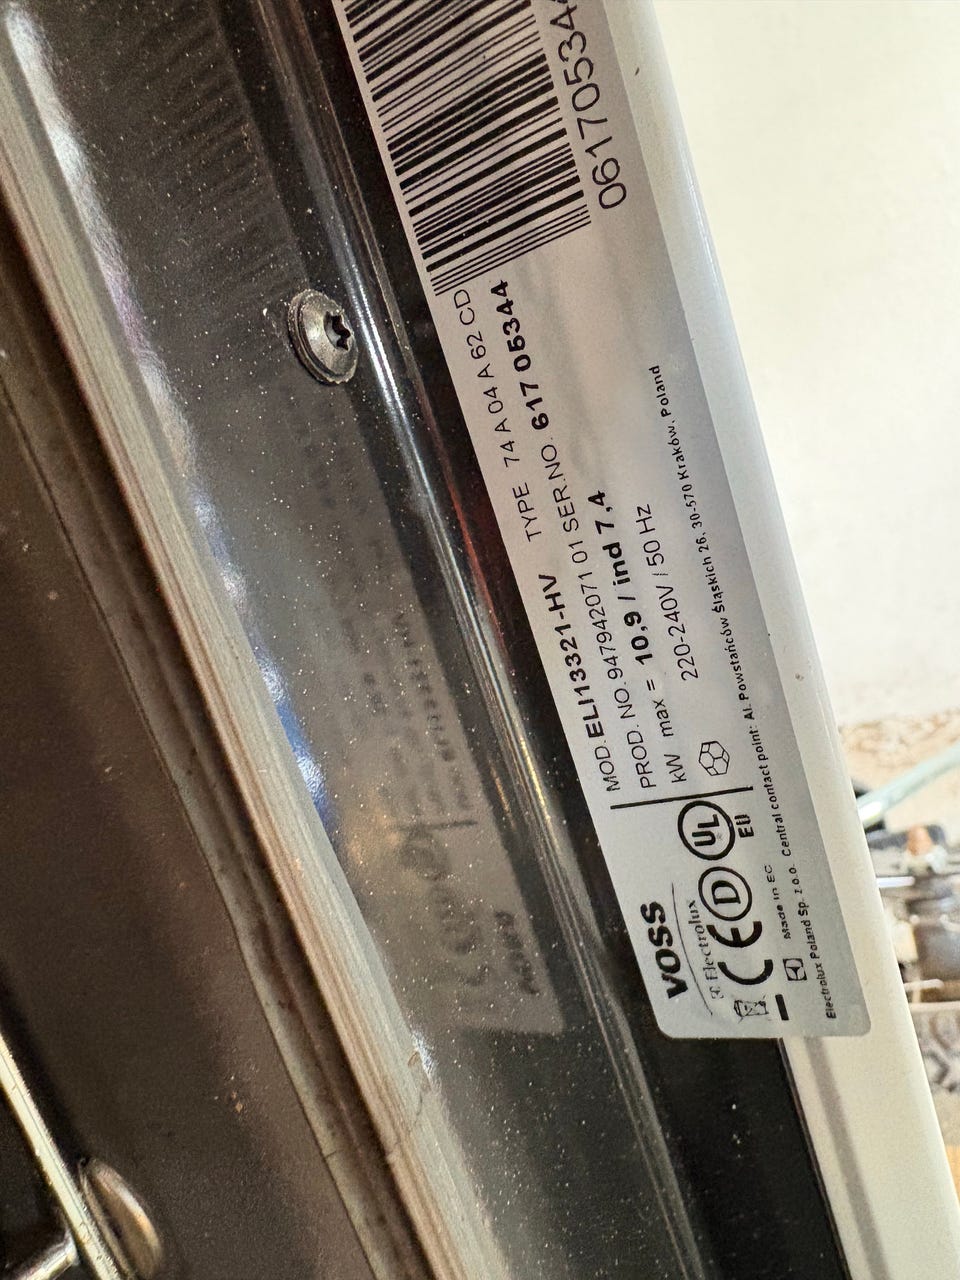 061705344
VOSS
Electrolux
MOD. ELI13321-HV TYPE 74 A 04 A 62 CD
PROD. NO. 947942071 01 SER.NO. 617 05344
kW max = 10,9 / ind 7,4
220-240V / 50 Hz
CE D UL
EU
Made in EC
Electrolux Poland Sp. z.o.o. Central contact point: Al. Powstańców Śląskich 26, 30-570 Kraków, Poland